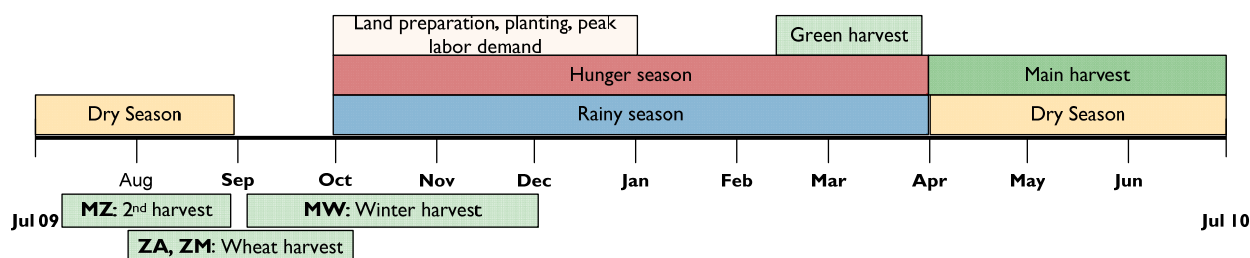 Land preparation, planting, peak
labor demand
Green harvest
Hunger season
Main harvest
Dry Season
Rainy season
Dry Season
Aug
Sep
Oct
Nov
Dec
Jan
Feb
Mar
Apr
May
Jun
Jul 09
MZ: 2nd harvest
MW: Winter harvest
Jul 10
ZA, ZM: Wheat harvest